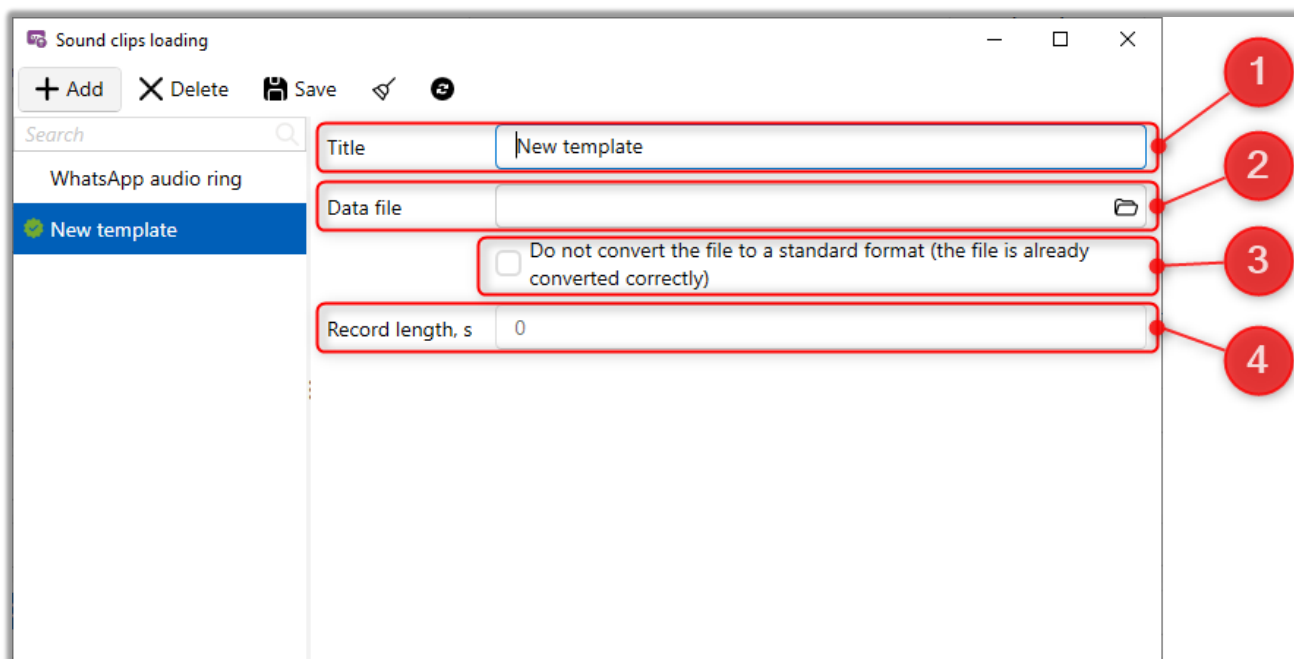 Sound clips loading
Add Delete Save
Search
WhatsApp audio ring
New template
Title New template
Data file
Do not convert the file to a standard format (the file is already
converted correctly)
Record length, s 0
1
2
3
4